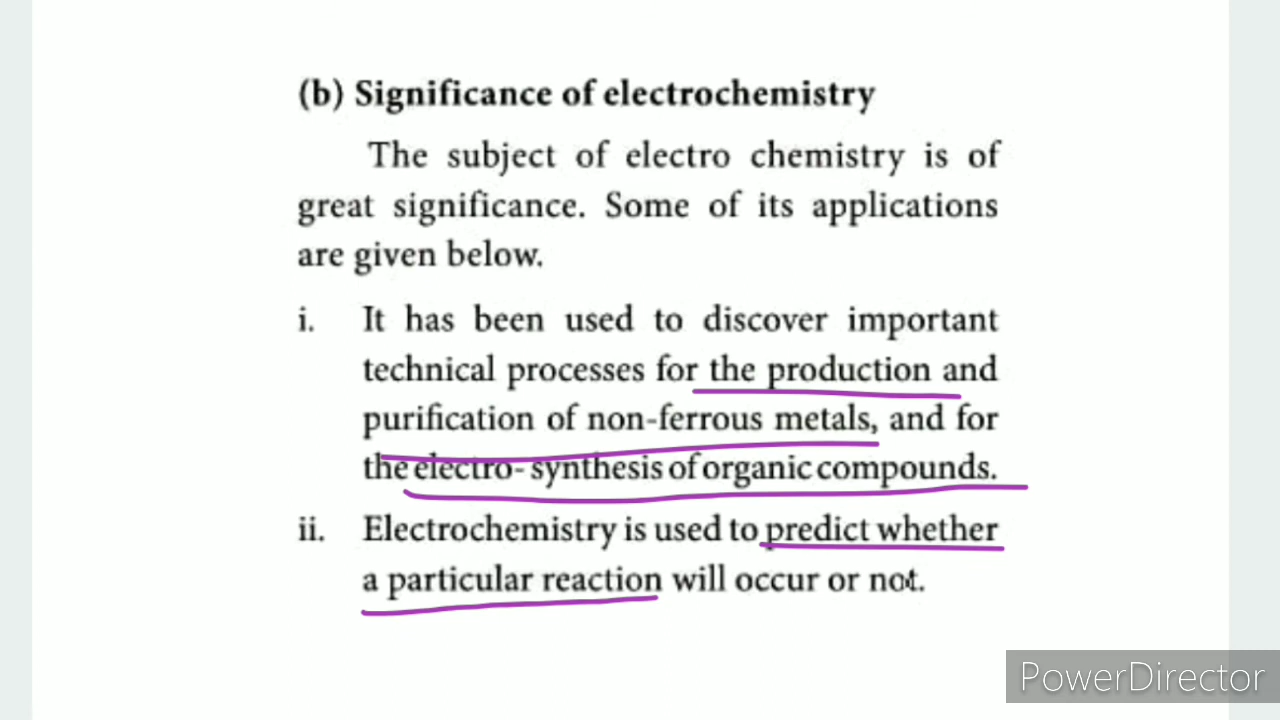 (b) Significance of electrochemistry
The subject of electro chemistry is of
great significance. Some of its applications
are given below.
i. It has been used to discover important
technical processes for the production and
purification of non-ferrous metals, and for
the electro- synthesis of organic compounds.
ii. Electrochemistry is used to predict whether
a particular reaction will occur or not.
PowerDirector